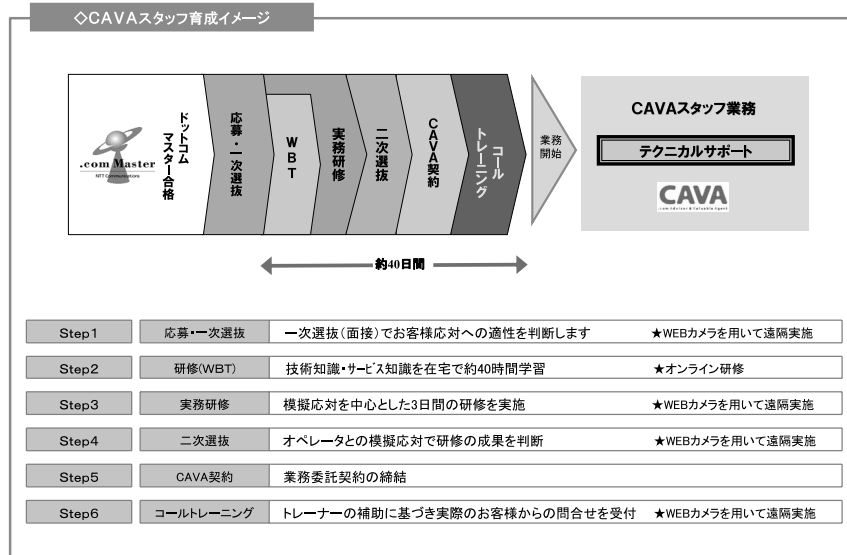 ◇CAVAスタッフ育成イメージ
.com Master
NTT Communications
ドットコム
マスター合格
応募・一次選抜
WBT
実務研修
二次選抜
CAVA契約
コール
トレーニング
業務
開始
CAVAスタッフ業務
テクニカルサポート
CAVA
.com Advisor & Valuable Agent
約40日間
Step1 応募・一次選抜 一次選抜(面接)でお客様応対への適性を判断します ★WEBカメラを用いて遠隔実施
Step2 研修(WBT) 技術知識・サービス知識を在宅で約40時間学習 ★オンライン研修
Step3 実務研修 模擬応対を中心とした3日間の研修を実施 ★WEBカメラを用いて遠隔実施
Step4 二次選抜 オペレータとの模擬応対で研修の成果を判断 ★WEBカメラを用いて遠隔実施
Step5 CAVA契約 業務委託契約の締結
Step6 コールトレーニング トレーナーの補助に基づき実際のお客様からの問合せを受付 ★WEBカメラを用いて遠隔実施